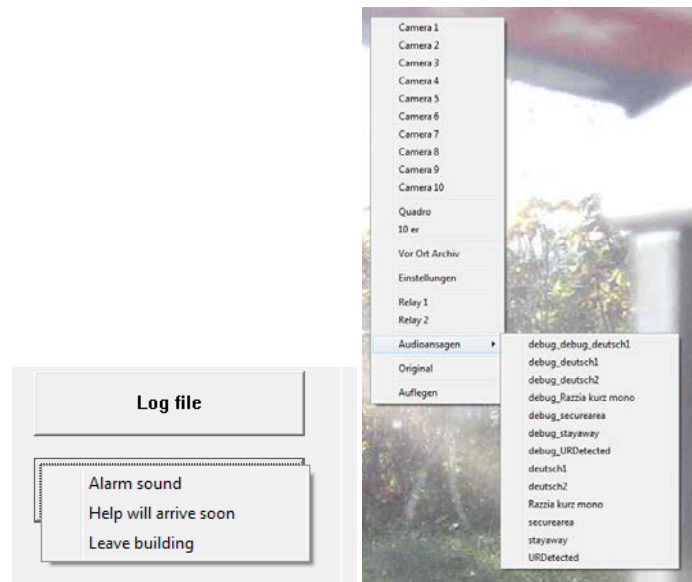 Log file
Alarm sound
Help will arrive soon
Leave building
Camera 1
Camera 2
Camera 3
Camera 4
Camera 5
Camera 6
Camera 7
Camera 8
Camera 9
Camera 10
Quadro
10 er
Vor Ort Archiv
Einstellungen
Relay 1
Relay 2
Audioansagen
Original
Auflegen
debug_debug_deutsch1
debug_deutsch1
debug_deutsch2
debug_Razzia kurz mono
debug_securearea
debug_stayaway
debug_URDetected
deutsch1
deutsch2
Razzia kurz mono
securearea
stayaway
URDetected